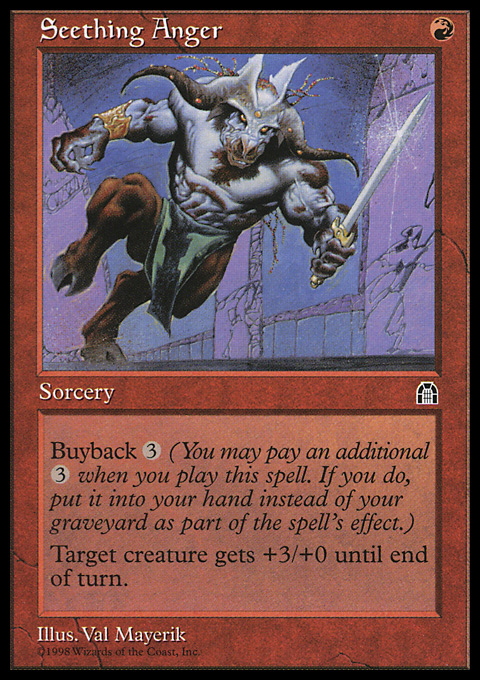 Seething Anger
Sorcery
Buyback 3 (You may pay an additional
3 when you play this spell. If you do,
put it into your hand instead of your
graveyard as part of the spell's effect.)
Target creature gets +3/+0 until end
of turn.
Illus. Val Mayerik
©1998 Wizards of the Coast, Inc.